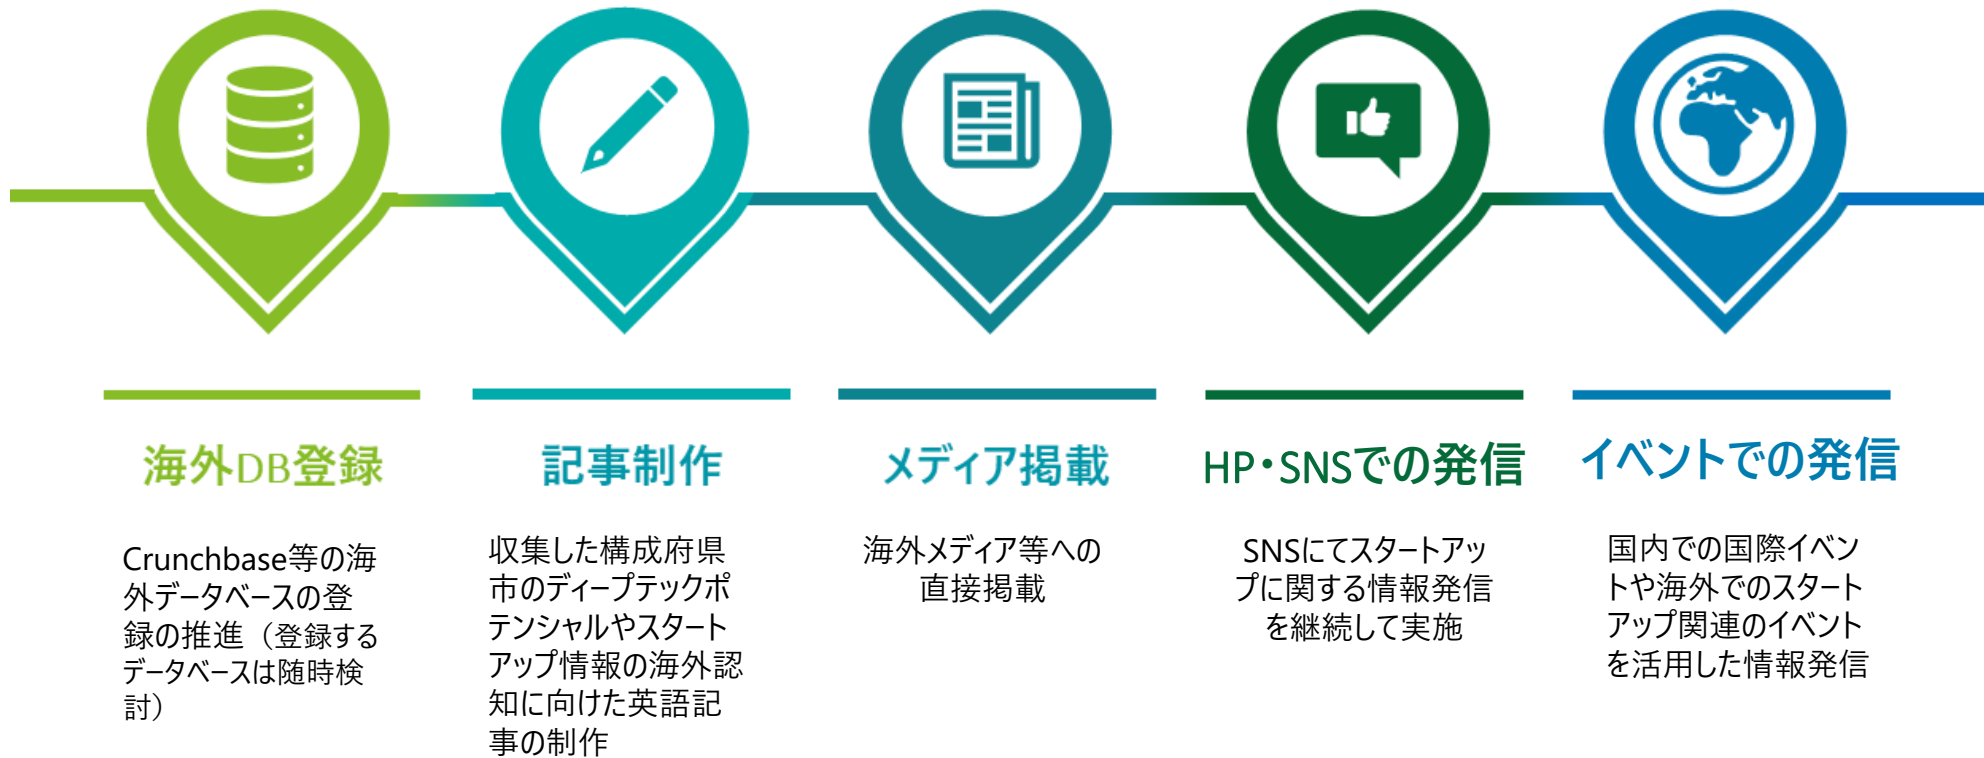 海外DB登録
Crunchbase等の海
外データベースの登
録の推進（登録する
データベースは随時検
討）
記事制作
収集した構成府県
市のディープテックポ
テンシャルやスタート
アップ情報の海外認
知に向けた英語記
事の制作
メディア掲載
海外メディア等への
直接掲載
HP・SNSでの発信
SNSにてスタートアッ
プに関する情報発信
を継続して実施
イベントでの発信
国内での国際イベン
トや海外でのスタート
アップ関連のイベント
を活用した情報発信